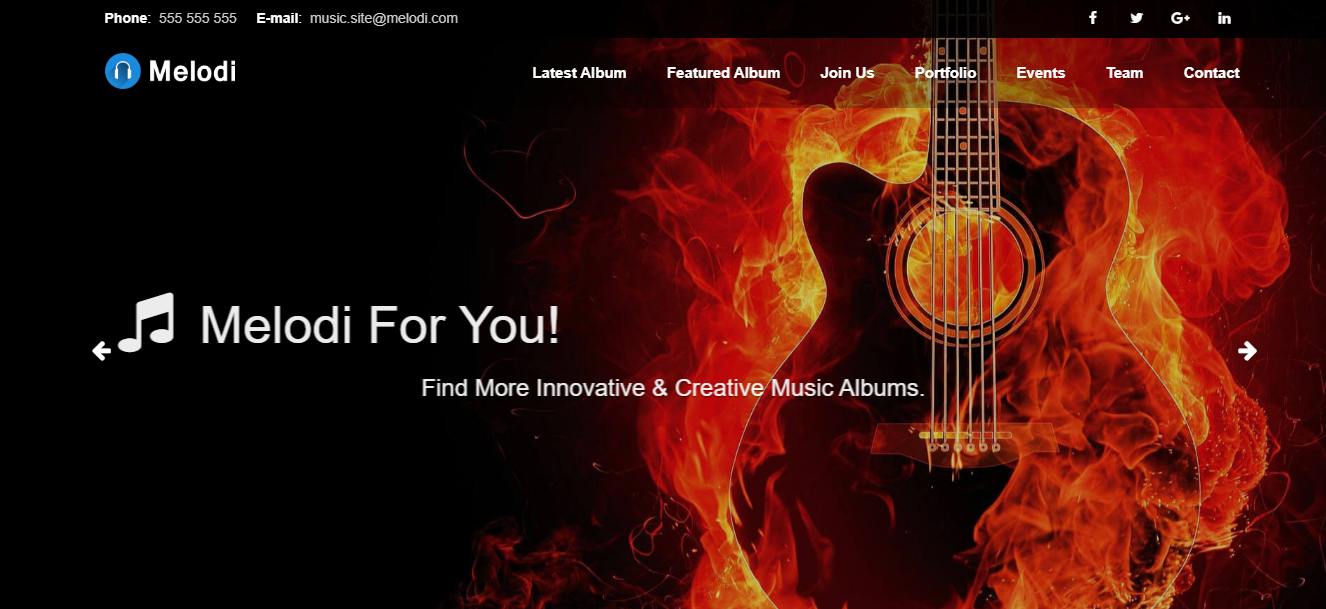 Phone: 555 555 555 E-mail: music.site@melodi.com
Melodi
Latest Album Featured Album Join Us Portfolio Events Team Contact
Melodi For You!
Find More Innovative & Creative Music Albums.